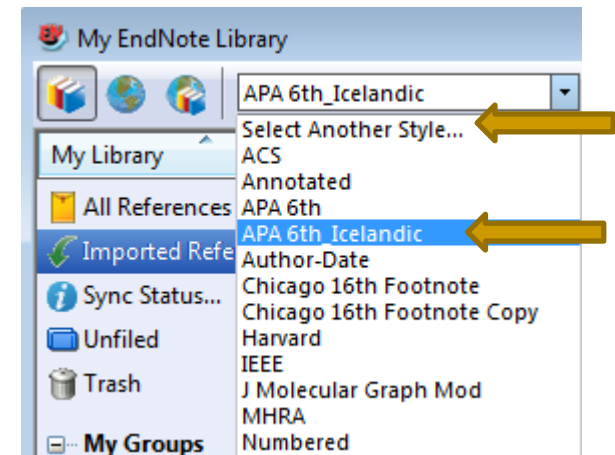 My EndNote Library
APA 6th_Icelandic
Select Another Style...
ACS
Annotated
APA 6th
APA 6th_Icelandic
Author-Date
Chicago 16th Footnote
Chicago 16th Footnote Copy
Harvard
IEEE
J Molecular Graph Mod
MHRA
Numbered
My Library
All References
Imported Refe
Sync Status...
Unfiled
Trash
My Groups